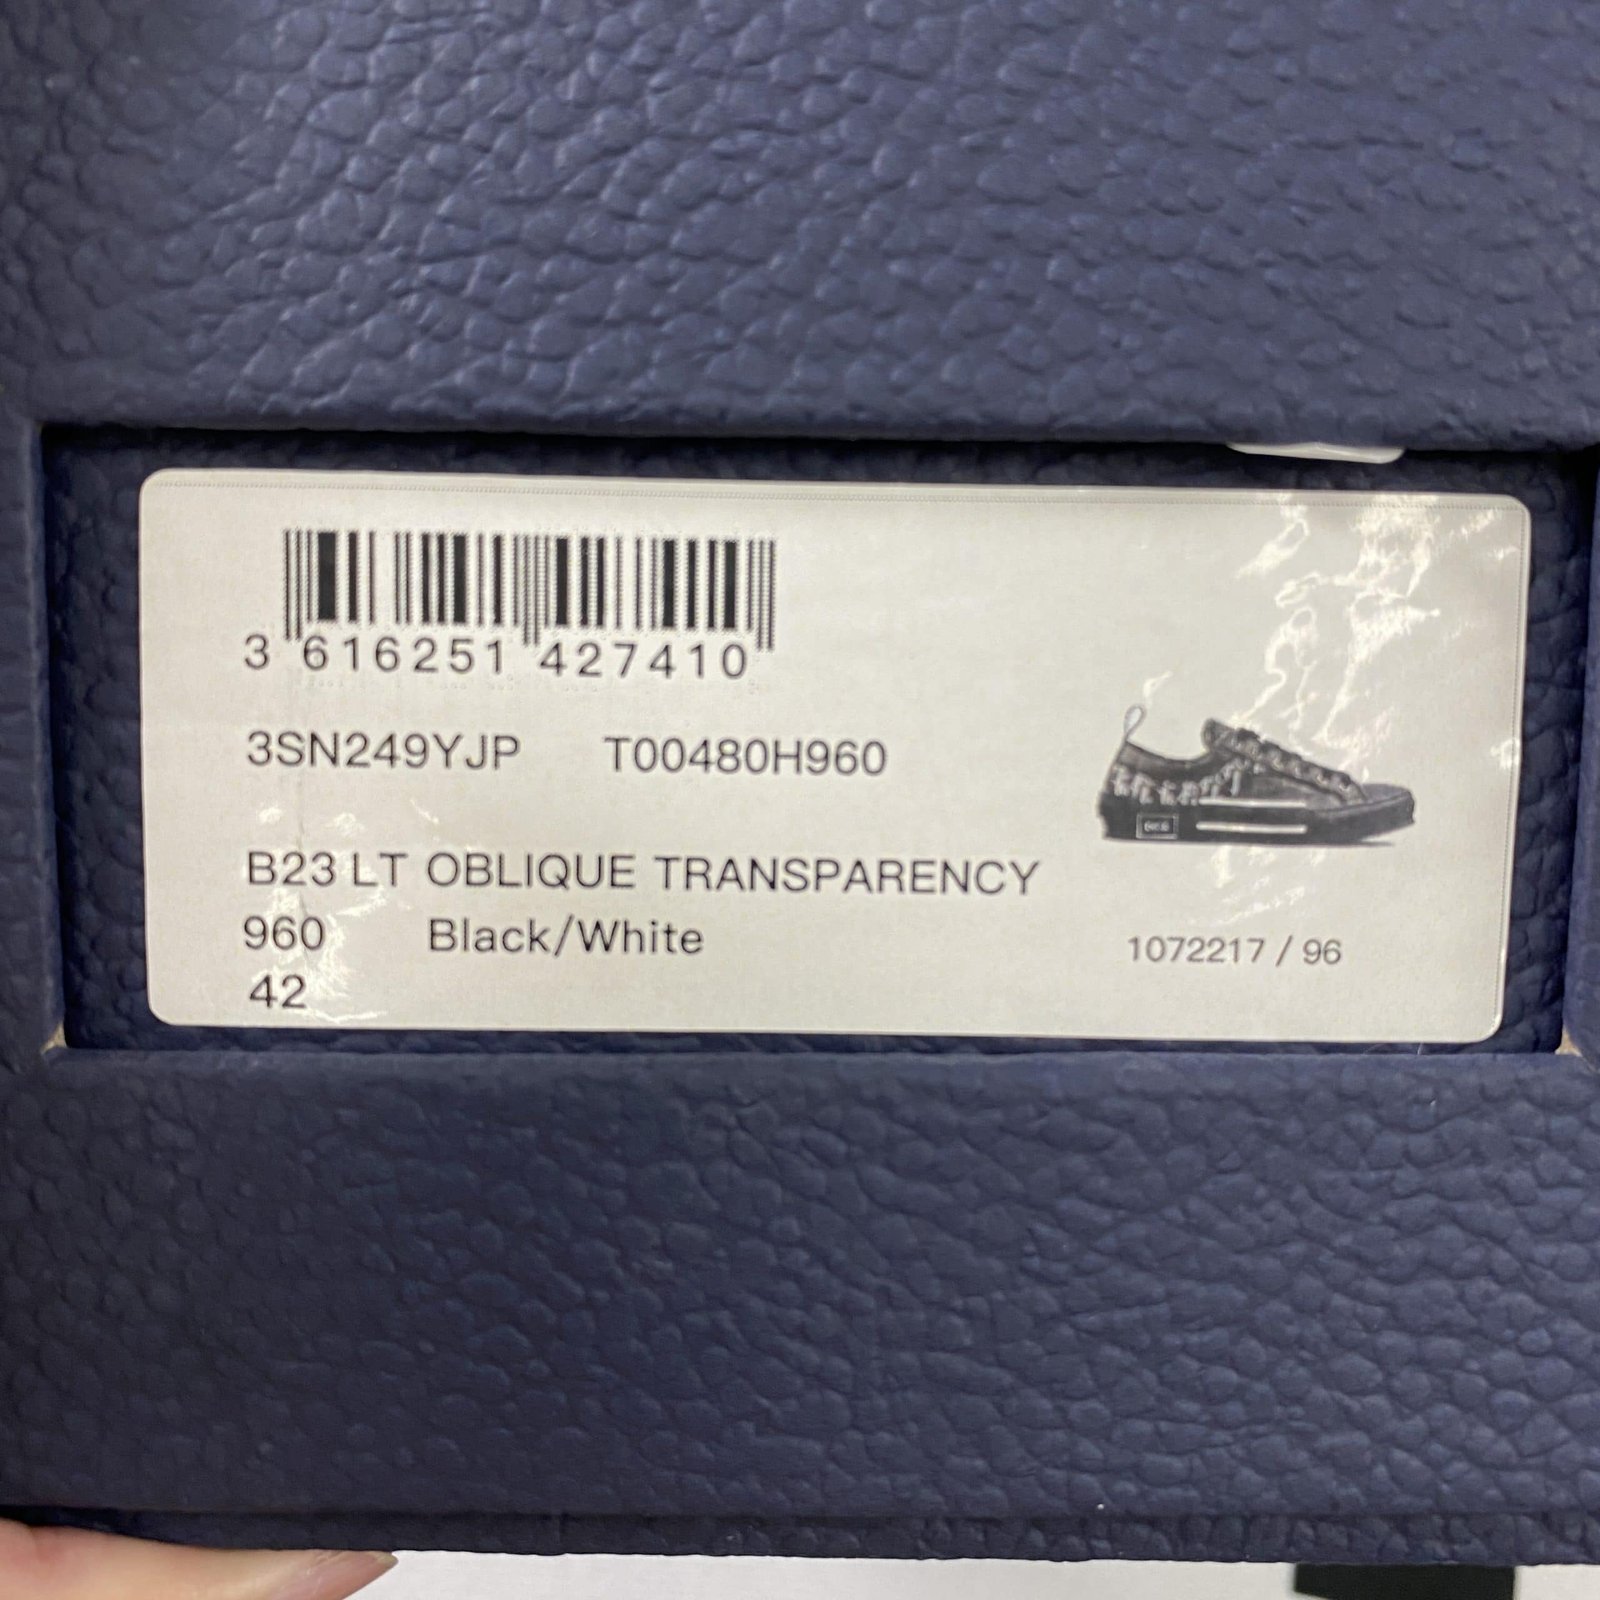 3 616251 427410
3SN249YJP T00480H960
B23 LT OBLIQUE TRANSPARENCY
960 Black/White
42
1072217 / 96